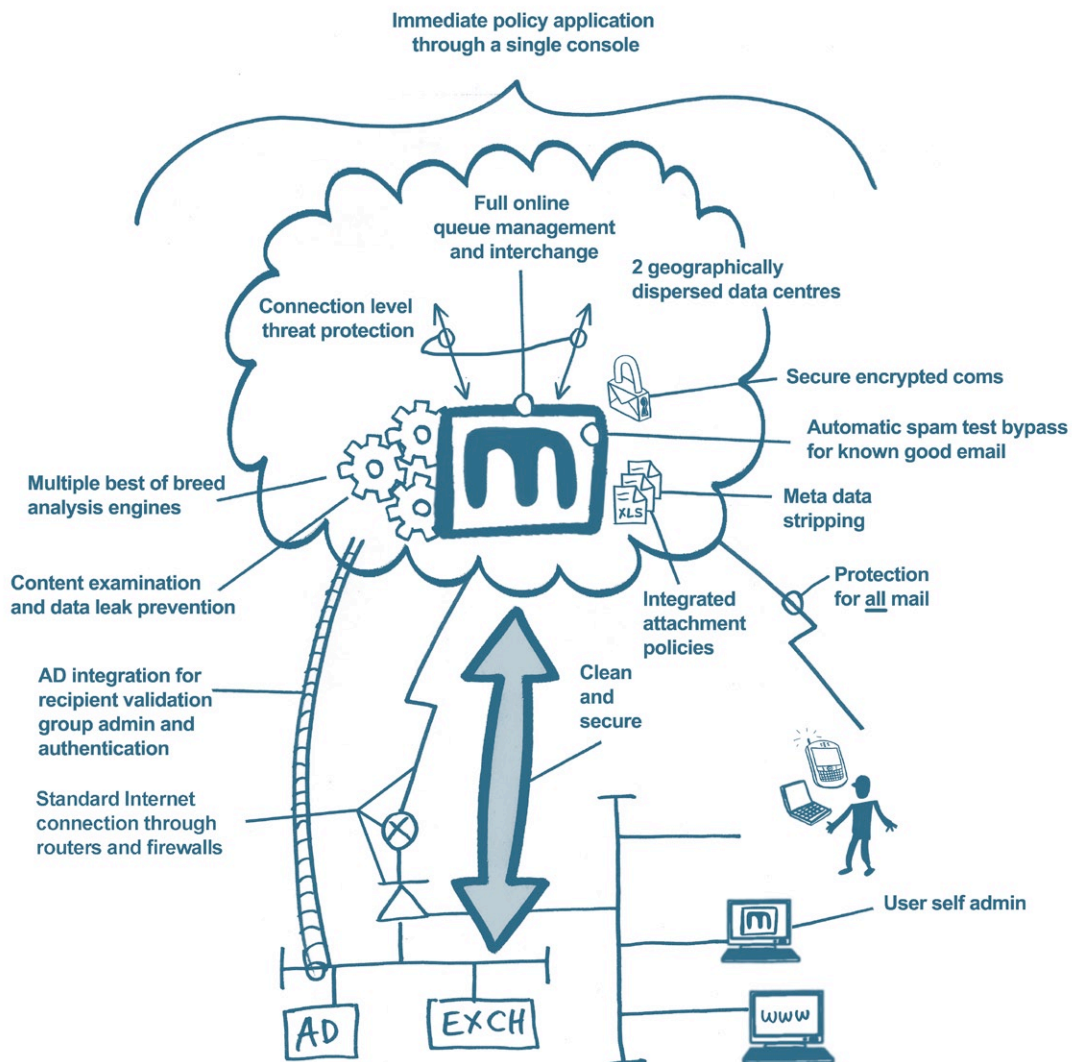 Immediate policy application
through a single console
Full online
queue management
and interchange
2 geographically
dispersed data centres
Connection level
threat protection
Secure encrypted coms
Automatic spam test bypass
for known good email
m
Multiple best of breed
analysis engines
XLS
Meta data
stripping
Content examination
and data leak prevention
Integrated
attachment
policies
Protection
for all mail
AD integration for
recipient validation
group admin and
authentication
Clean
and
secure
Standard Internet
connection through
routers and firewalls
User self admin
m
www
AD
EXCH